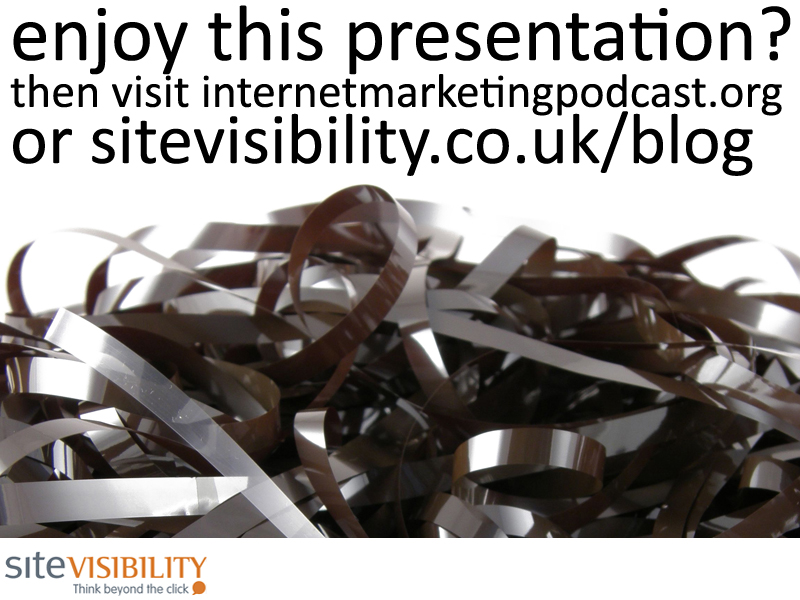 enjoy this presentation?
then visit internetmarketingpodcast.org
or sitevisibility.co.uk/blog
siteVISIBILITY
Think beyond the click